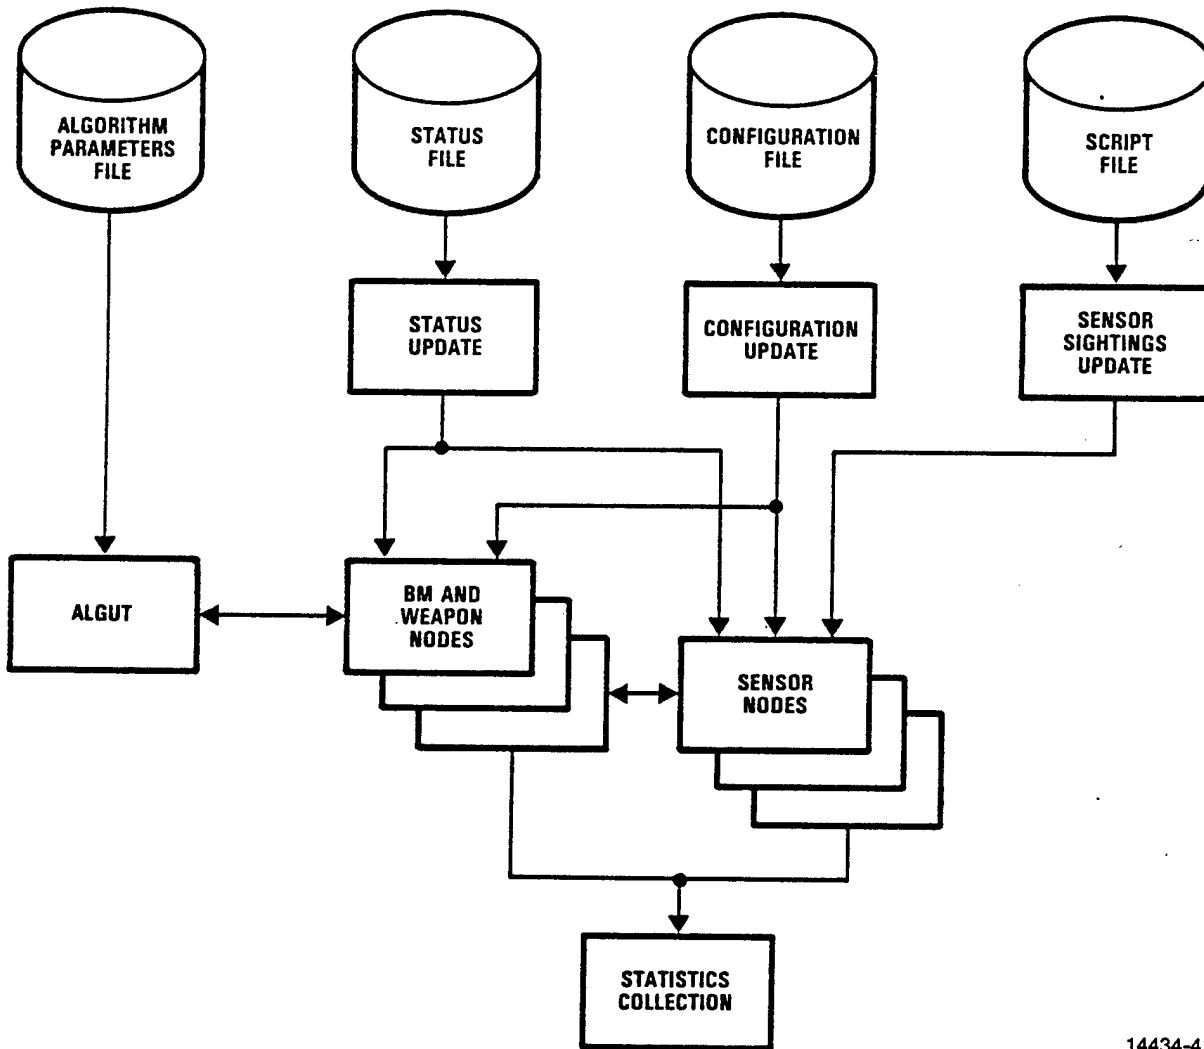 ALGORITHM
PARAMETERS
FILE
STATUS
FILE
CONFIGURATION
FILE
SCRIPT
FILE
STATUS
UPDATE
CONFIGURATION
UPDATE
SENSOR
SIGHTINGS
UPDATE
ALGUT
BM AND
WEAPON
NODES
SENSOR
NODES
STATISTICS
COLLECTION
14434-4